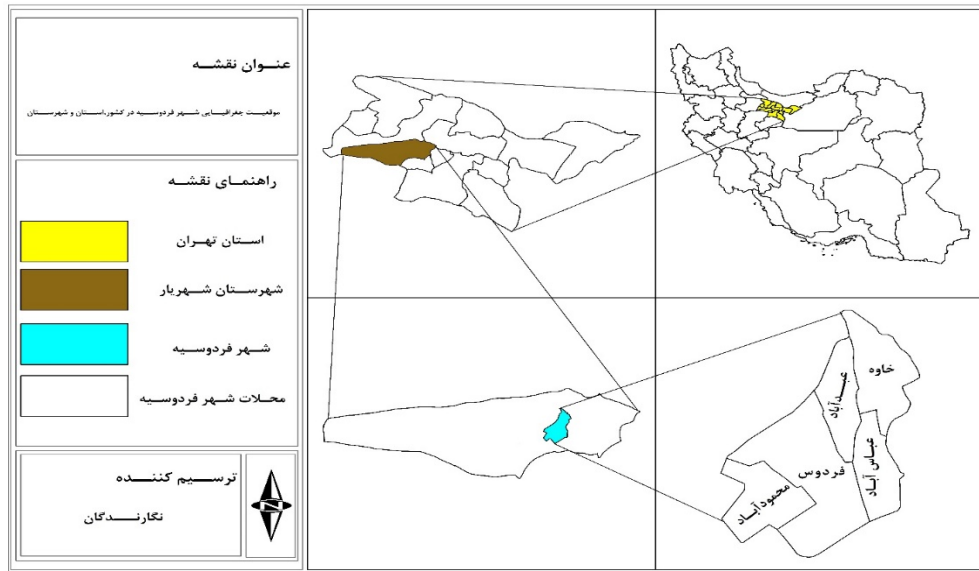 عنوان نقشه
موقعیت جغرافیایی شهر فردوسیه در کشور،استان و شهرستان
راهنمای نقشه
استان تهران
شهرستان شهریار
شهر فردوسیه
محلات شهر فردوسیه
ترسیم کننده
نگارندگان
N
خاوه
عبدآباد
عباس آباد
فردوس
محمودآباد